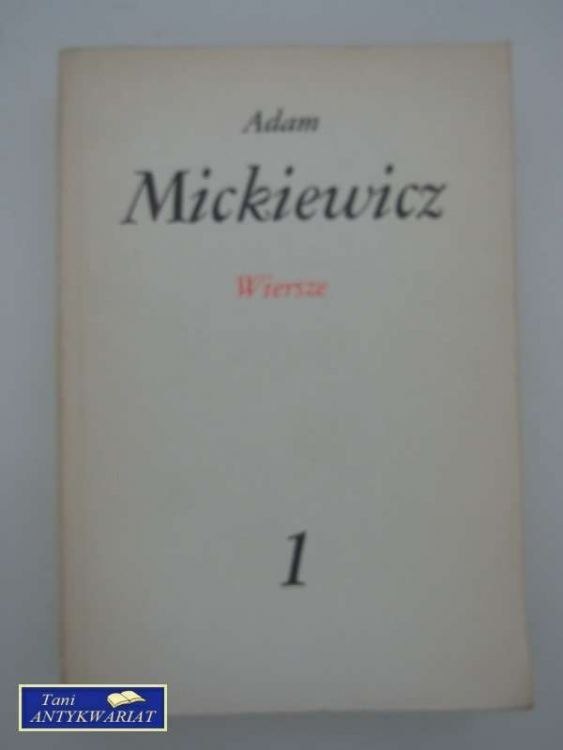 Adam
Mickiewicz
Wiersze
1
Tani
ANTYKWARIAT